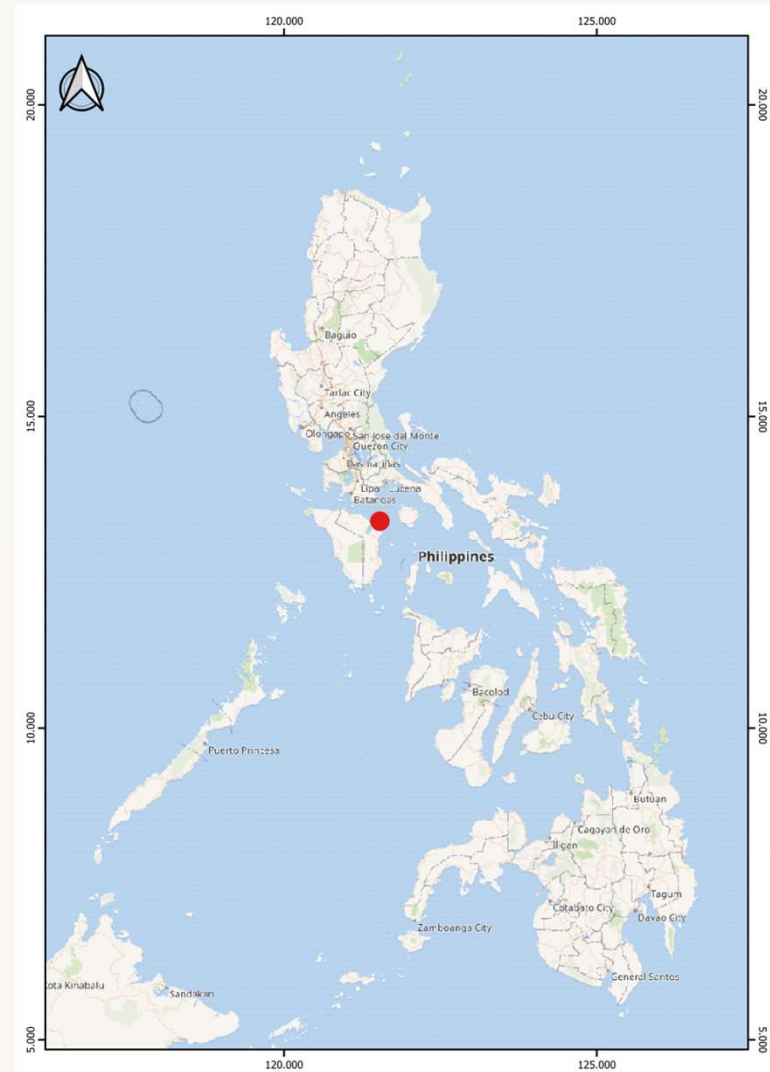 120.000
125.000
20.000
20.000
Baguio
Tarlac City
Angeles
15.000
15.000
Olongapo
San Jose del Monte
Quezon City
Dasmariñas
Lipa
Lucena
Batangas
Philippines
Bacolod
Cebu City
10.000
10.000
Puerto Princesa
Butuan
Cagayan de Oro
Iligan
Tagum
Cotabato City
Davao City
Zamboanga City
General Santos
ota Kinabalu
Sandakan
5.000
5.000
120.000
125.000